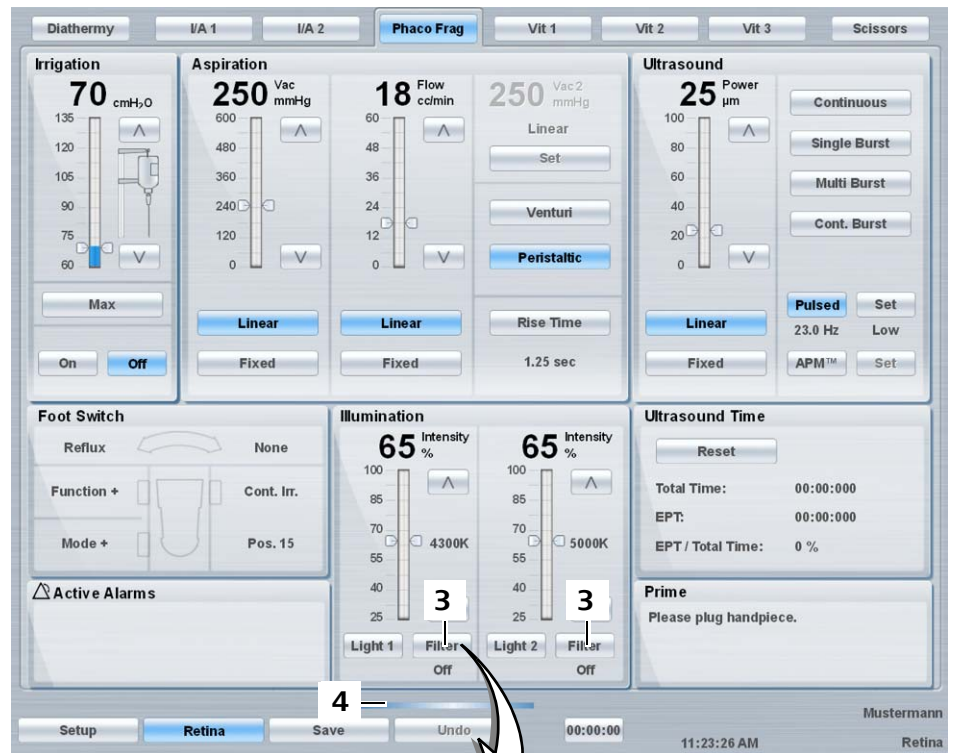 Diathermy I/A 1 I/A 2 Phaco Frag Vit 1 Vit 2 Vit 3 Scissors
Irrigation
70 cmH₂O
135
120
105
90
75
60
Max
On Off
Aspiration
250 Vac mmHg
600
480
360
240
120
0
Linear
Fixed
18 Flow cc/min
60
48
36
24
12
0
Linear
Fixed
250 Vac 2 mmHg
Linear
Set
Venturi
Peristaltic
Rise Time
1.25 sec
Ultrasound
25 Power µm
100
80
60
40
20
0
Linear
Fixed
Continuous
Single Burst
Multi Burst
Cont. Burst
Pulsed Set
23.0 Hz Low
APM™ Set
Foot Switch
Reflux None
Function + Cont. Irr.
Mode + Pos. 15
Active Alarms
Illumination
65 Intensity %
100
85
70
55
40
25
4300K
3
Light 1 Filter
Off
65 Intensity %
100
85
70
55
40
25
5000K
3
Light 2 Filter
Off
Ultrasound Time
Reset
Total Time: 00:00:000
EPT: 00:00:000
EPT / Total Time: 0 %
Prime
Please plug handpiece.
4
Setup Retina Save Undo 00:00:00
11:23:26 AM
Mustermann
Retina